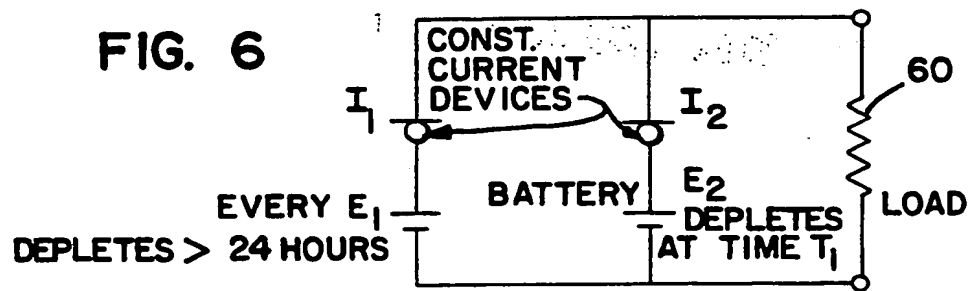 FIG. 6
CONST.
CURRENT
DEVICES
I1
I2
60
EVERY E1
DEPLETES > 24 HOURS
BATTERY
E2
DEPLETES
AT TIME T1
LOAD